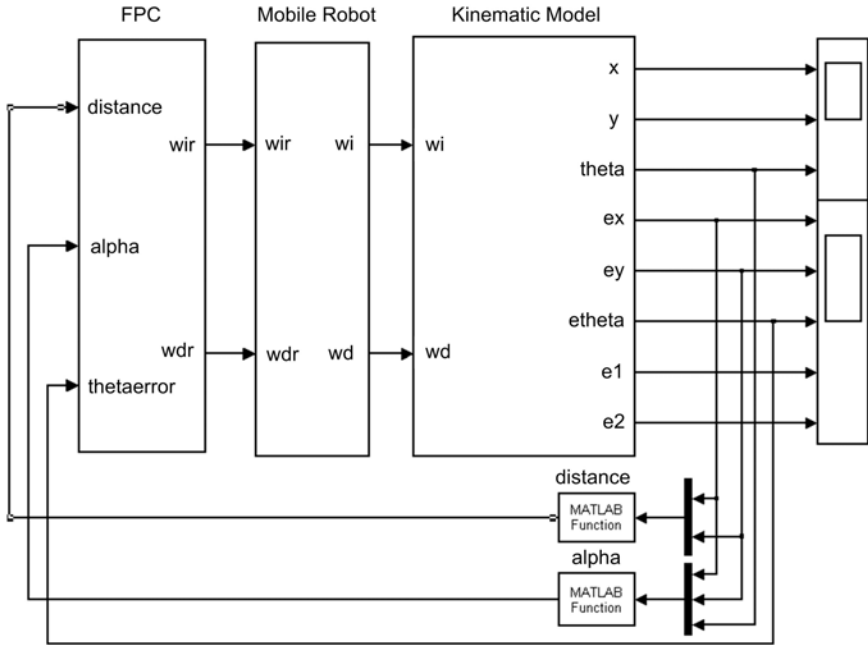 FPC
Mobile Robot
Kinematic Model
distance
alpha
thetaerror
wir
wdr
wir
wdr
wi
wd
wi
wd
x
y
theta
ex
ey
etheta
e1
e2
distance
MATLAB
Function
alpha
MATLAB
Function